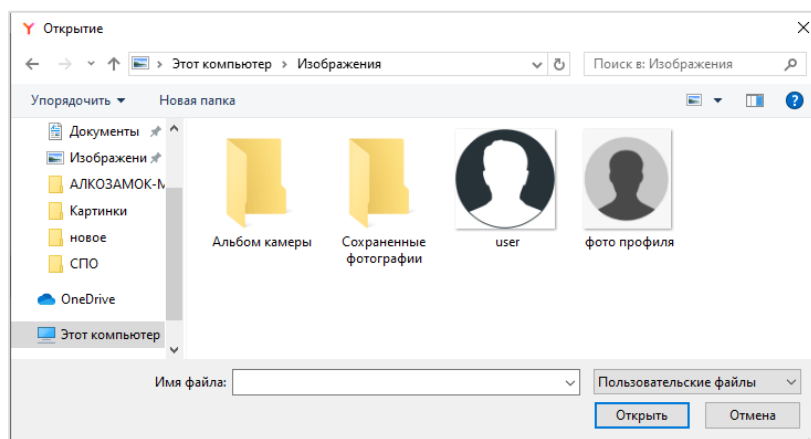 Открытие
Этот компьютер > Изображения
Поиск в: Изображения
Упорядочить
Новая папка
Документы
Изображени
АЛКОЗАМОК-М
Картинки
новое
СПО
OneDrive
Этот компьютер
Альбом камеры
Сохраненные
фотографии
user
фото профиля
Имя файла:
Пользовательские файлы
Открыть
Отмена